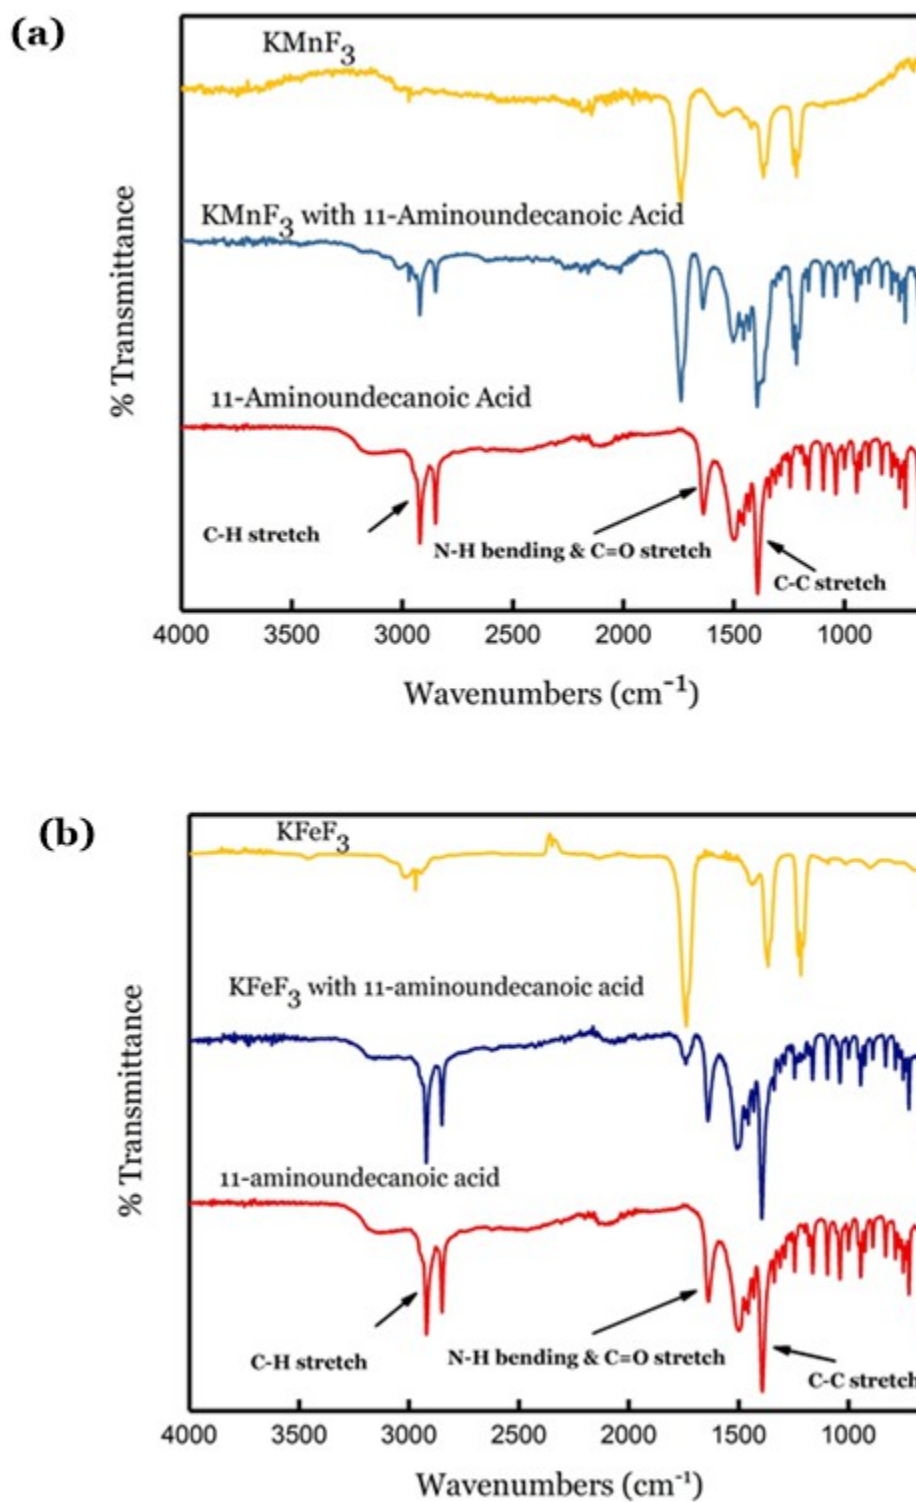 (a)
KMnF3
KMnF3 with 11-Aminoundecanoic Acid
11-Aminoundecanoic Acid
C-H stretch
N-H bending & C=O stretch
C-C stretch
% Transmittance
4000 3500 3000 2500 2000 1500 1000
Wavenumbers (cm⁻¹)
(b)
KFeF3
KFeF3 with 11-aminoundecanoic acid
11-aminoundecanoic acid
C-H stretch
N-H bending & C=O stretch
C-C stretch
% Transmittance
4000 3500 3000 2500 2000 1500 1000
Wavenumbers (cm⁻¹)